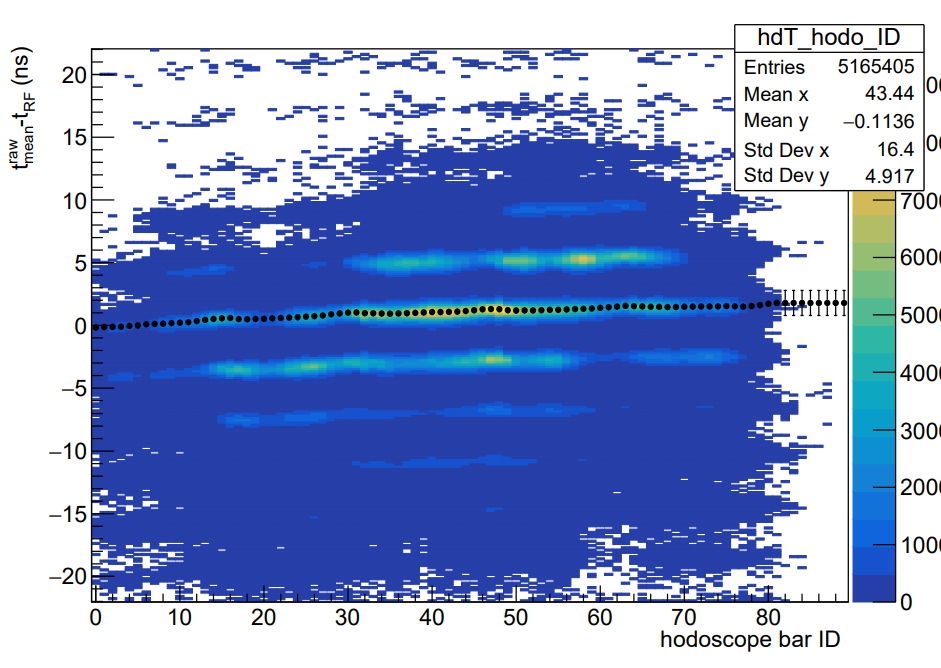 hdT_hodo_ID
Entries 5165405
Mean x 43.44
Mean y −0.1136
Std Dev x 16.4
Std Dev y 4.917
t^raw_mean-t_RF (ns)
20
15
10
5
0
−5
−10
−15
−20
0 10 20 30 40 50 60 70 80
hodoscope bar ID
7000
6000
5000
4000
3000
2000
1000
0